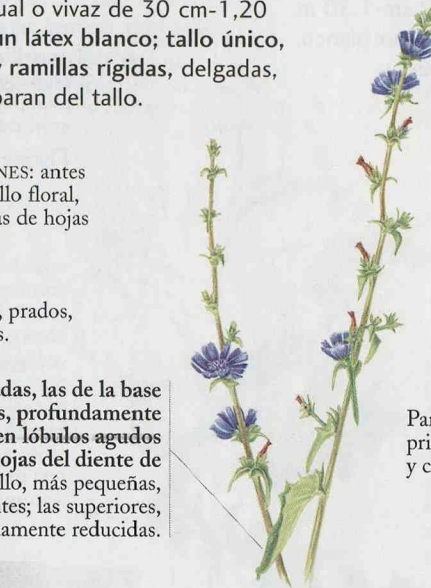 ual o vivaz de 30 cm-1,20
un látex blanco; tallo único,
y ramillas rígidas, delgadas,
paran del tallo.
NES: antes
llo floral,
as de hojas
, prados,
s.
das, las de la base
s, profundamente
en lóbulos agudos
ojas del diente de
llo, más pequeñas,
tes; las superiores,
lamente reducidas.
Par
pri
y c